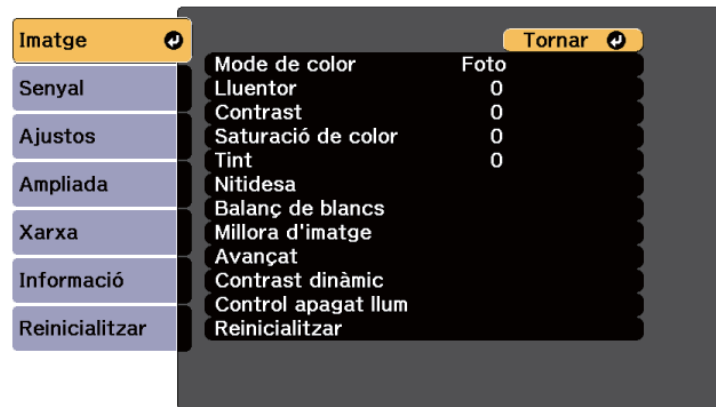 Imatge
Senyal
Ajustos
Ampliada
Xarxa
Informació
Reinicialitzar
Tornar
Mode de color Foto
Lluentor 0
Contrast 0
Saturació de color 0
Tint 0
Nitidesa
Balanç de blancs
Millora d'imatge
Avançat
Contrast dinàmic
Control apagat llum
Reinicialitzar